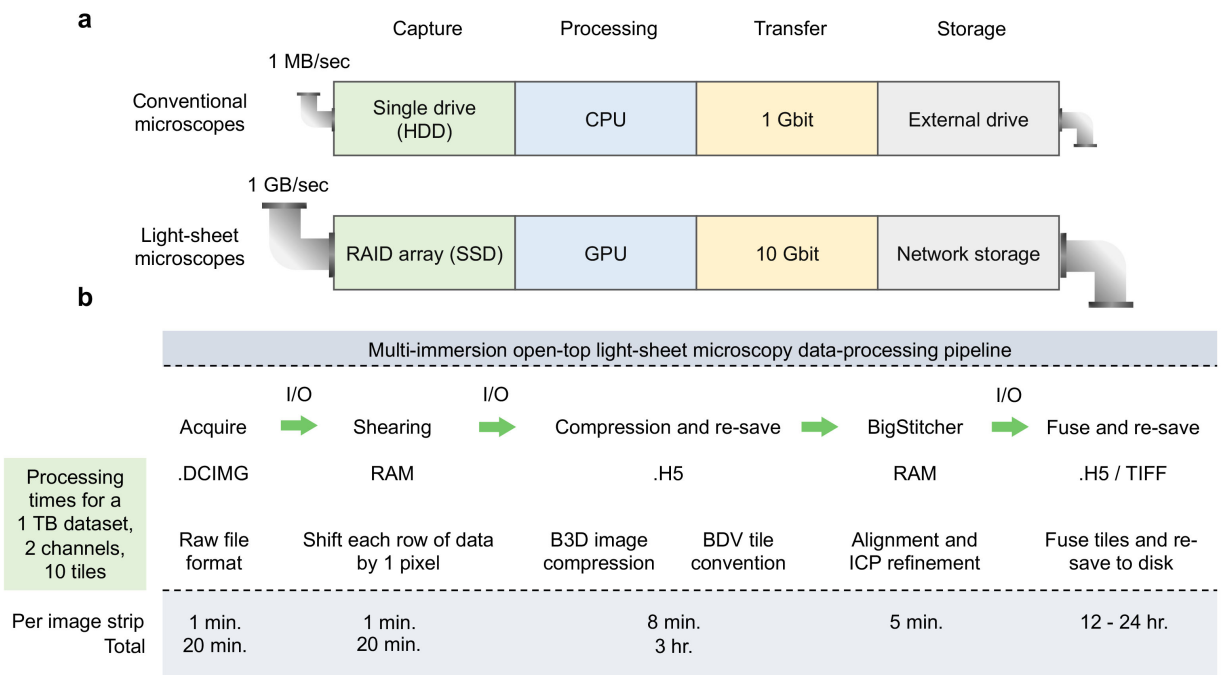 a
Capture Processing Transfer Storage
1 MB/sec
Conventional
microscopes
Single drive
(HDD)
CPU
1 Gbit
External drive
1 GB/sec
Light-sheet
microscopes
RAID array (SSD)
GPU
10 Gbit
Network storage
b
Multi-immersion open-top light-sheet microscopy data-processing pipeline
I/O I/O I/O
Acquire Shearing Compression and re-save BigStitcher Fuse and re-save
.DCIMG RAM .H5 RAM .H5 / TIFF
Processing
times for a
1 TB dataset,
2 channels,
10 tiles
Raw file
format
Shift each row of data
by 1 pixel
B3D image
compression
BDV tile
convention
Alignment and
ICP refinement
Fuse tiles and re-
save to disk
Per image strip 1 min. 1 min. 8 min. 5 min. 12 - 24 hr.
Total 20 min. 20 min. 3 hr.